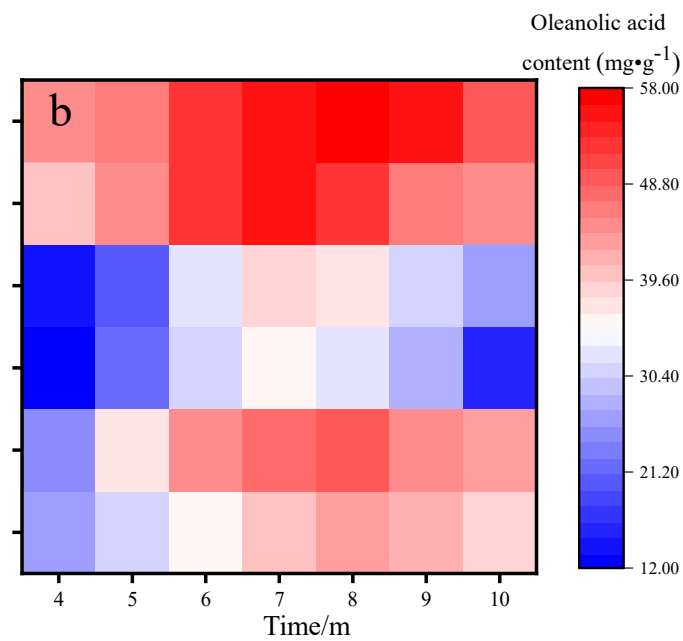 Oleanolic acid
content (mg•g⁻¹)
b
58.00
48.80
39.60
30.40
21.20
12.00
4 5 6 7 8 9 10
Time/m